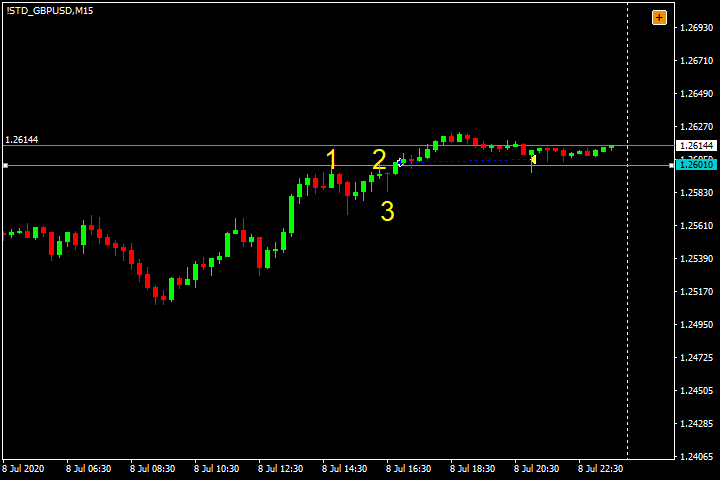 !STD_GBPUSD,M15
1.26930
1.26710
1.26490
1.26270
1.26144
1.26144
1.26010
1.25830
1.25610
1.25390
1.25170
1.24950
1.24725
1.24505
1.24285
1.24065
1
2
3
8 Jul 2020
8 Jul 06:30
8 Jul 08:30
8 Jul 10:30
8 Jul 12:30
8 Jul 14:30
8 Jul 16:30
8 Jul 18:30
8 Jul 20:30
8 Jul 22:30